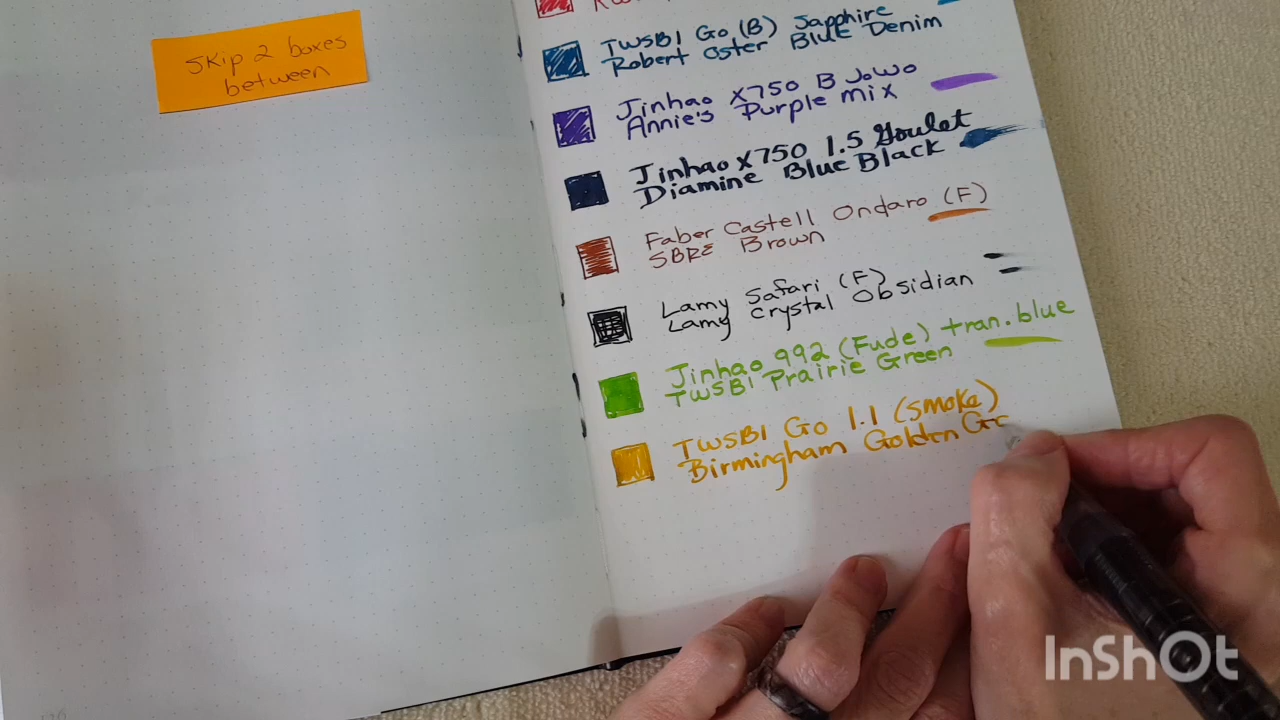 Skip 2 boxes
between
TWSBI Go (B) Sapphire
Robert Oster Blue Denim
Jinhao X750 B JoWo
Annie's Purple mix
Jinhao X750 1.5 Goulet
Diamine Blue Black
Faber Castell Ondaro (F)
SBRE Brown
Lamy Safari (F)
Lamy Crystal Obsidian
Jinhao 992 (Fude) tran. blue
TWSBI Prairie Green
TWSBI Go 1.1 (smoke)
Birmingham Golden
InShOt